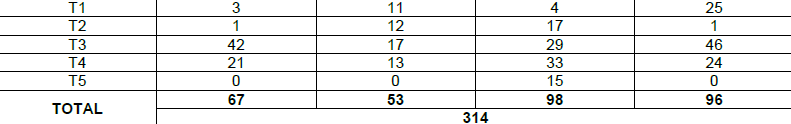 T1 3 11 4 25
T2 1 12 17 1
T3 42 17 29 46
T4 21 13 33 24
T5 0 0 15 0
TOTAL 67 53 98 96
314